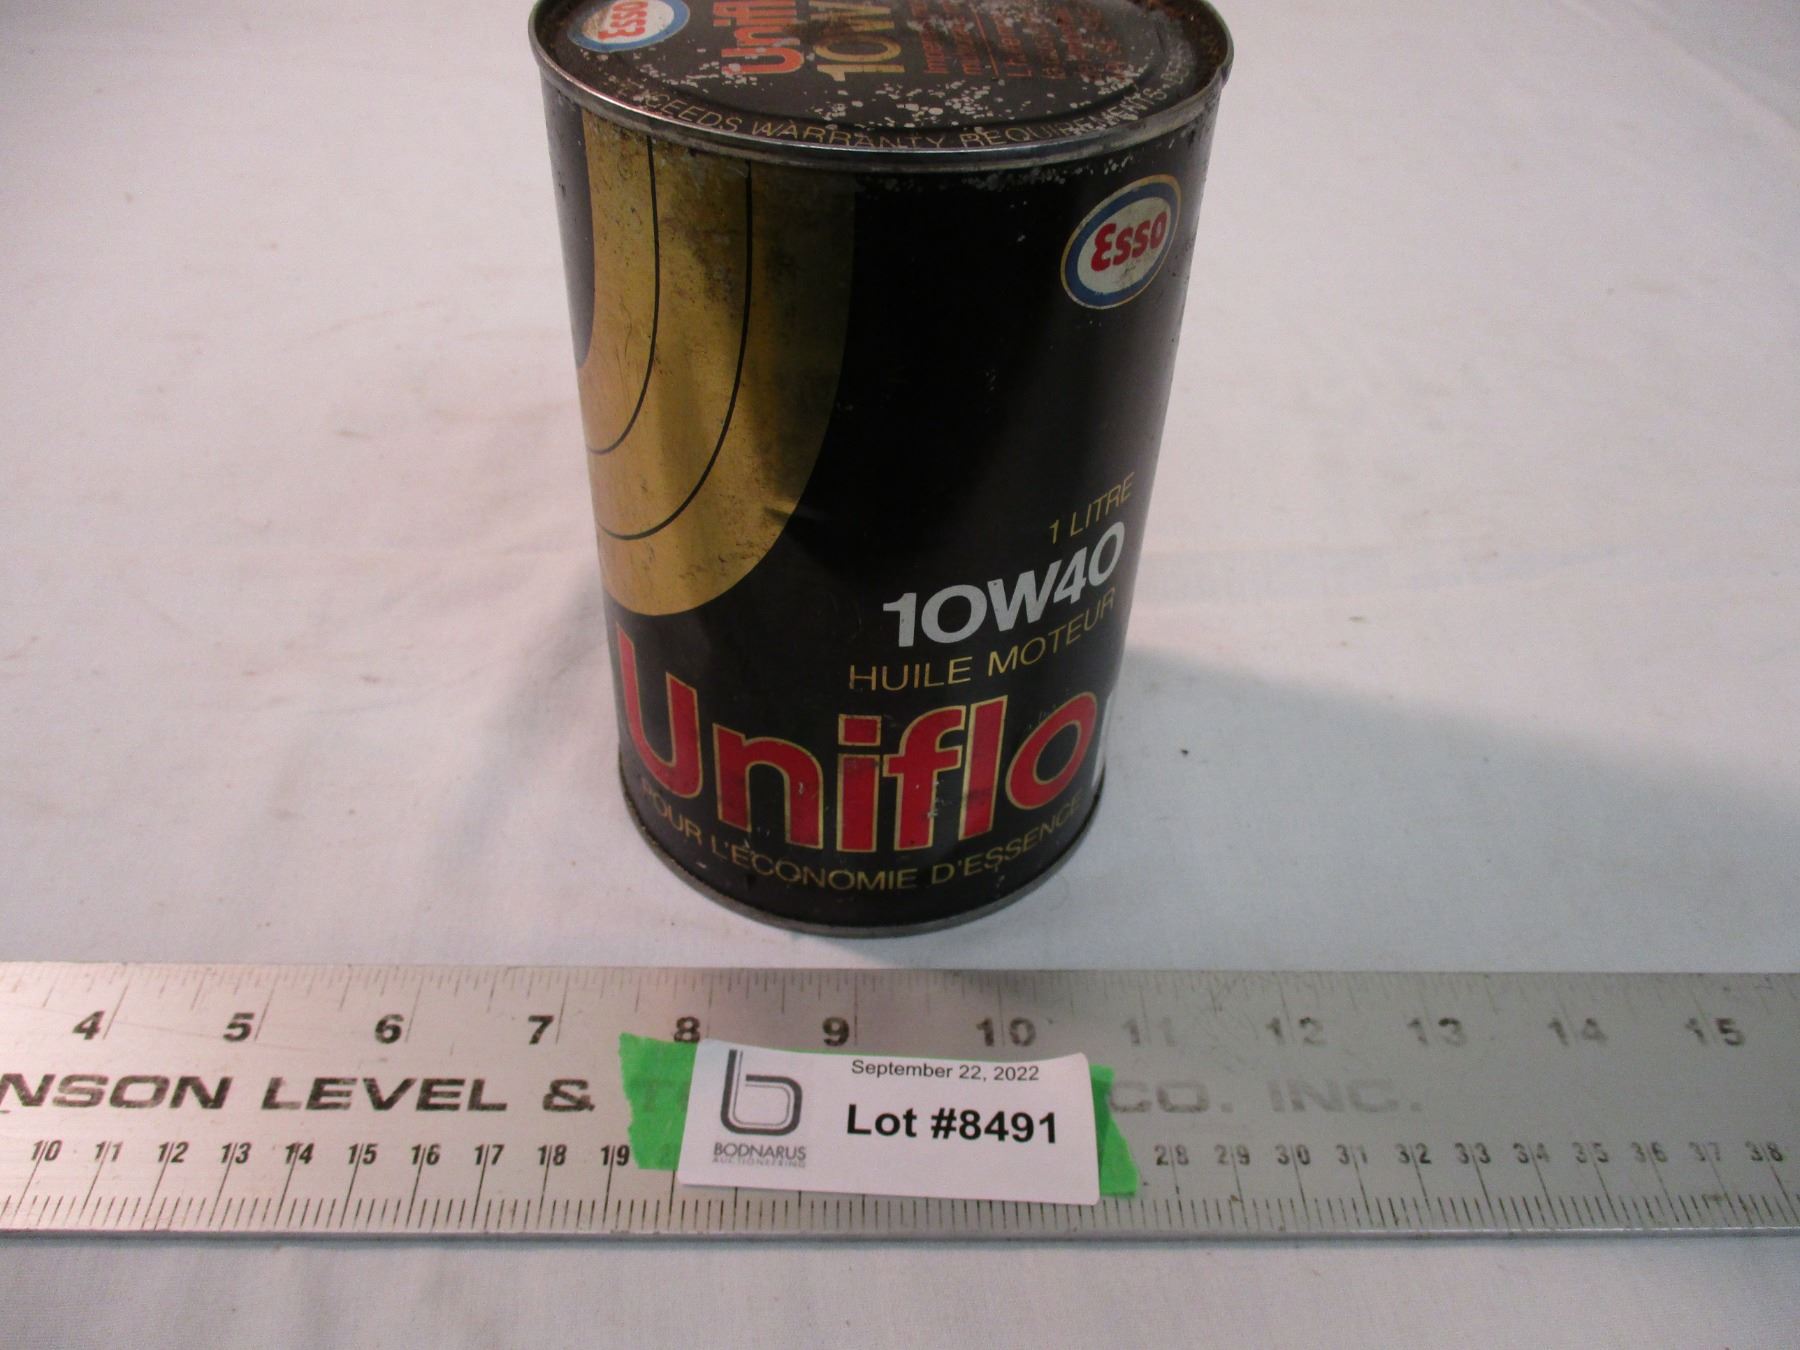 Esso
Unifl
10W
EXCEEDS WARRANTY REQUIREMENTS
Esso
1 LITRE
10W40
HUILE MOTEUR
Uniflo
POUR L'ÉCONOMIE D'ESSENCE
4 5 6 7 8 9 10 11 12 13 14 15
NSON LEVEL & CO. INC.
10 11 12 13 14 15 16 17 18 19 28 29 30 31 32 33 34 35 36 37 38
September 22, 2022
Lot #8491
BODNARUS
AUCTIONEERING